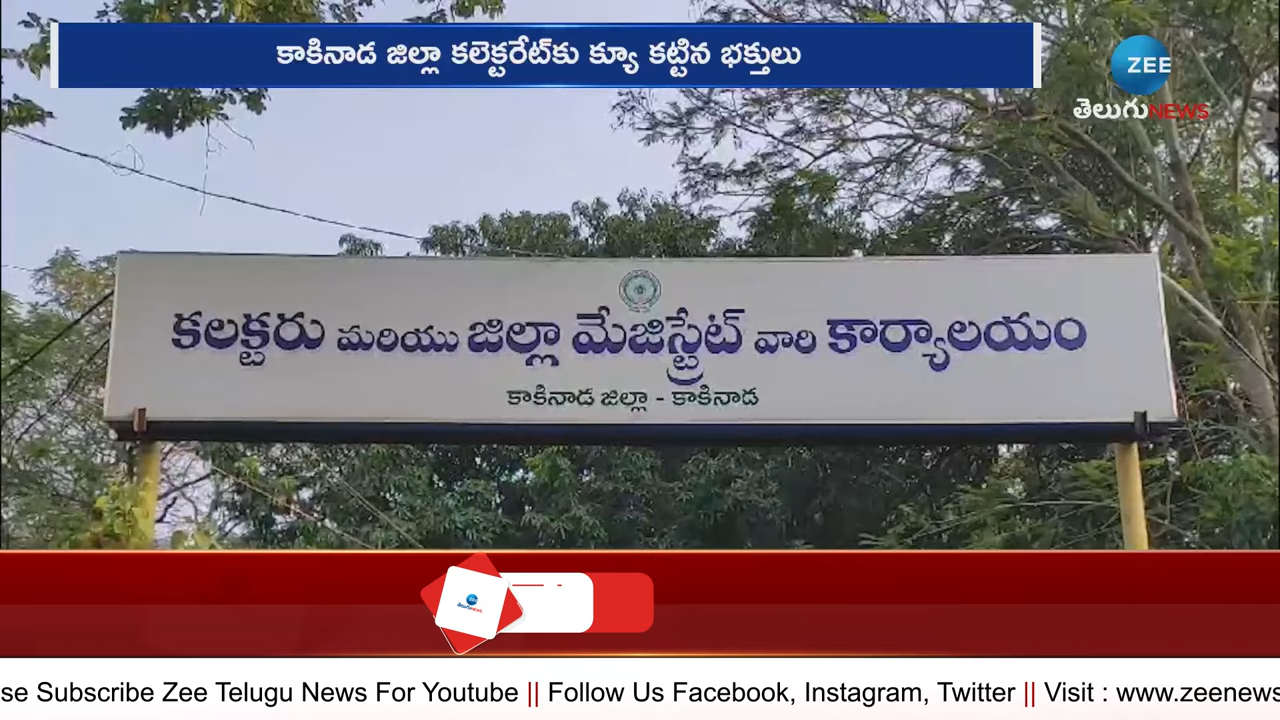 కాకినాడ జిల్లా కలెక్టరేట్‌కు క్యూ కట్టిన భక్తులు
ZEE
తెలుగు NEWS
కలక్టరు మరియు జిల్లా మేజిస్ట్రేట్ వారి కార్యాలయం
కాకినాడ జిల్లా - కాకినాడ
ZEE
se Subscribe Zee Telugu News For Youtube || Follow Us Facebook, Instagram, Twitter || Visit : www.zeenews